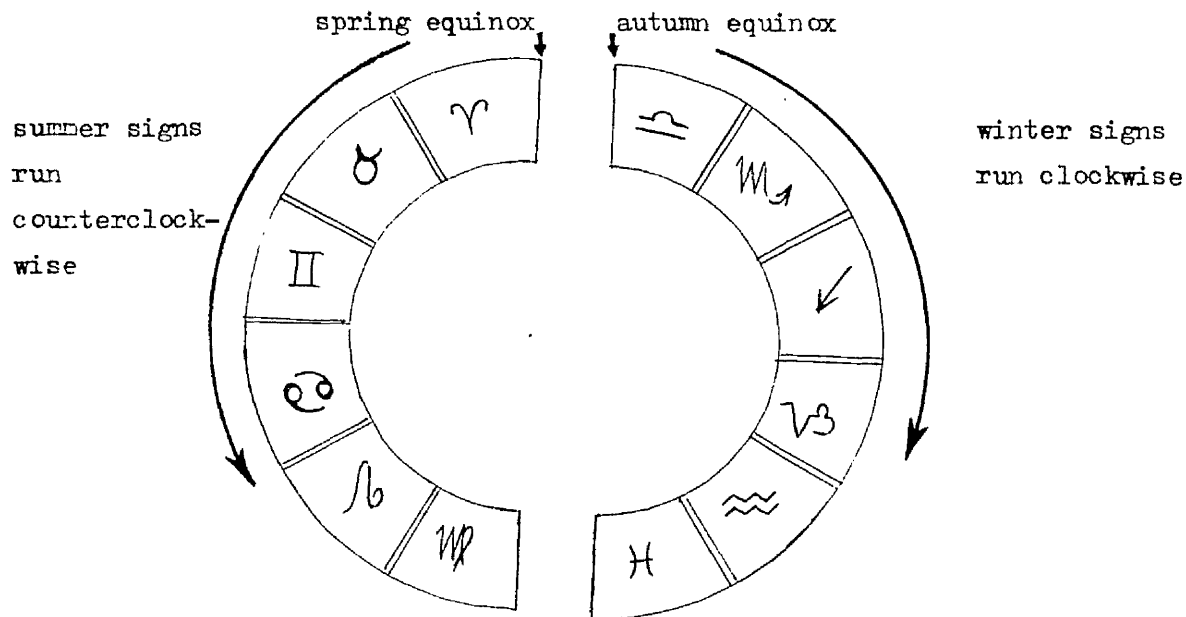 spring equinox
autumn equinox
summer signs
run
counterclock-
wise
winter signs
run clockwise
♈
♉
♊
♋
♌
♍
♎
♏
♐
♑
♒
♓